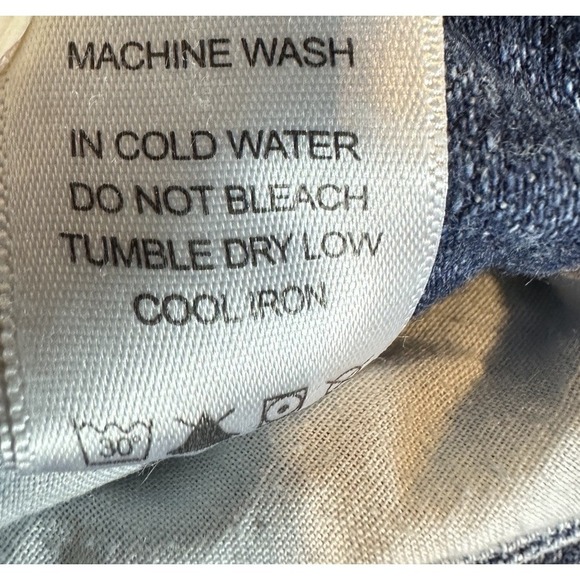 MACHINE WASH
IN COLD WATER
DO NOT BLEACH
TUMBLE DRY LOW
COOL IRON
30°